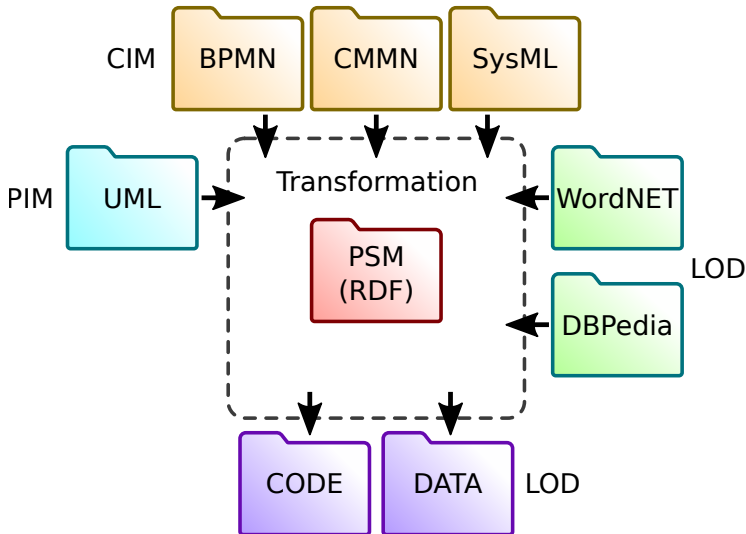 CIM BPMN CMMN SysML
Transformation
PIM UML WordNET
PSM
(RDF)
LOD
DBPedia
CODE DATA LOD